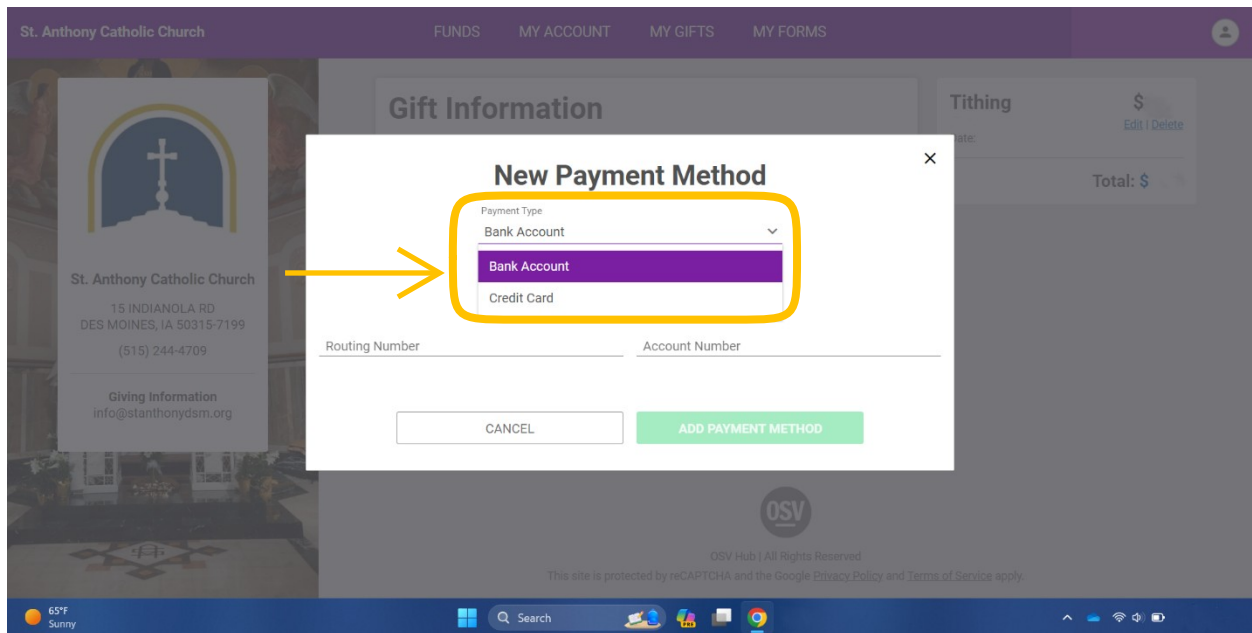 St. Anthony Catholic Church
FUNDS MY ACCOUNT MY GIFTS MY FORMS
St. Anthony Catholic Church
15 INDIANOLA RD
DES MOINES, IA 50315-7199
(515) 244-4709
Giving Information
info@stanthonydsm.org
Gift Information
New Payment Method
Payment Type
Bank Account
Bank Account
Credit Card
Routing Number Account Number
CANCEL ADD PAYMENT METHOD
Tithing $
Edit | Delete
Total: $
OSV
OSV Hub | All Rights Reserved
This site is protected by reCAPTCHA and the Google Privacy Policy and Terms of Service apply.
65°F
Sunny
Search